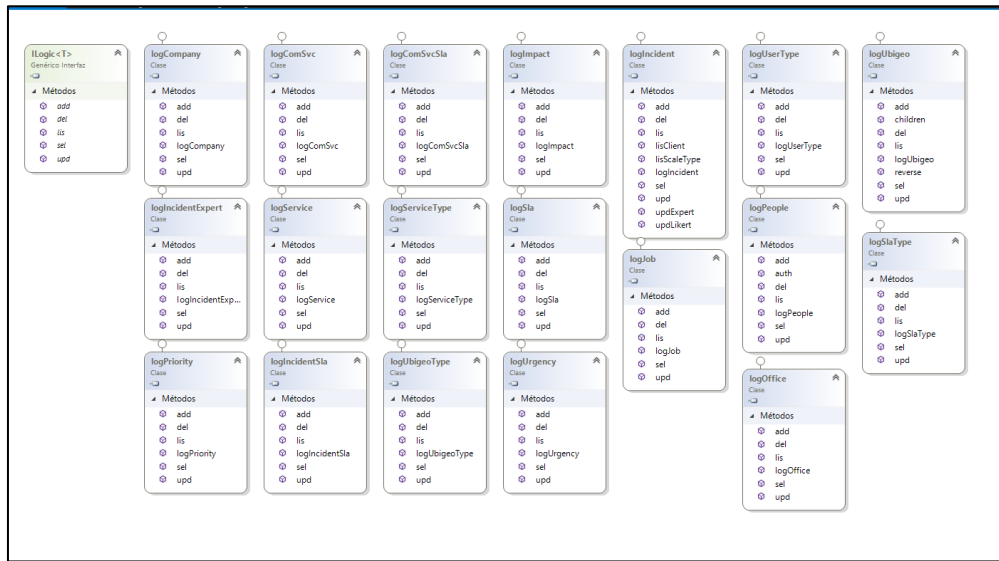 ILogic<T>
Genérico Interfaz
Métodos
add
del
lis
sel
upd
logCompany
Clase
Métodos
add
del
lis
logCompany
sel
upd
logComSvc
Clase
Métodos
add
del
lis
logComSvc
sel
upd
logComSvcSla
Clase
Métodos
add
del
lis
logComSvcSla
sel
upd
logImpact
Clase
Métodos
add
del
lis
logImpact
sel
upd
logIncident
Clase
Métodos
add
del
lis
lisClient
lisScaleType
logIncident
sel
upd
updExpert
updLikert
logUserType
Clase
Métodos
add
del
lis
logUserType
sel
upd
logUbigeo
Clase
Métodos
add
children
del
lis
logUbigeo
reverse
sel
upd
logIncidentExpert
Clase
Métodos
add
del
lis
logIncidentExp...
sel
upd
logService
Clase
Métodos
add
del
lis
logService
sel
upd
logServiceType
Clase
Métodos
add
del
lis
logServiceType
sel
upd
logSla
Clase
Métodos
add
del
lis
logSla
sel
upd
logJob
Clase
Métodos
add
del
lis
logJob
sel
upd
logPeople
Clase
Métodos
add
auth
del
lis
logPeople
sel
upd
logSlaType
Clase
Métodos
add
del
lis
logSlaType
sel
upd
logPriority
Clase
Métodos
add
del
lis
logPriority
sel
upd
logIncidentSla
Clase
Métodos
add
del
lis
logIncidentSla
sel
upd
logUbigeoType
Clase
Métodos
add
del
lis
logUbigeoType
sel
upd
logUrgency
Clase
Métodos
add
del
lis
logUrgency
sel
upd
logOffice
Clase
Métodos
add
del
lis
logOffice
sel
upd